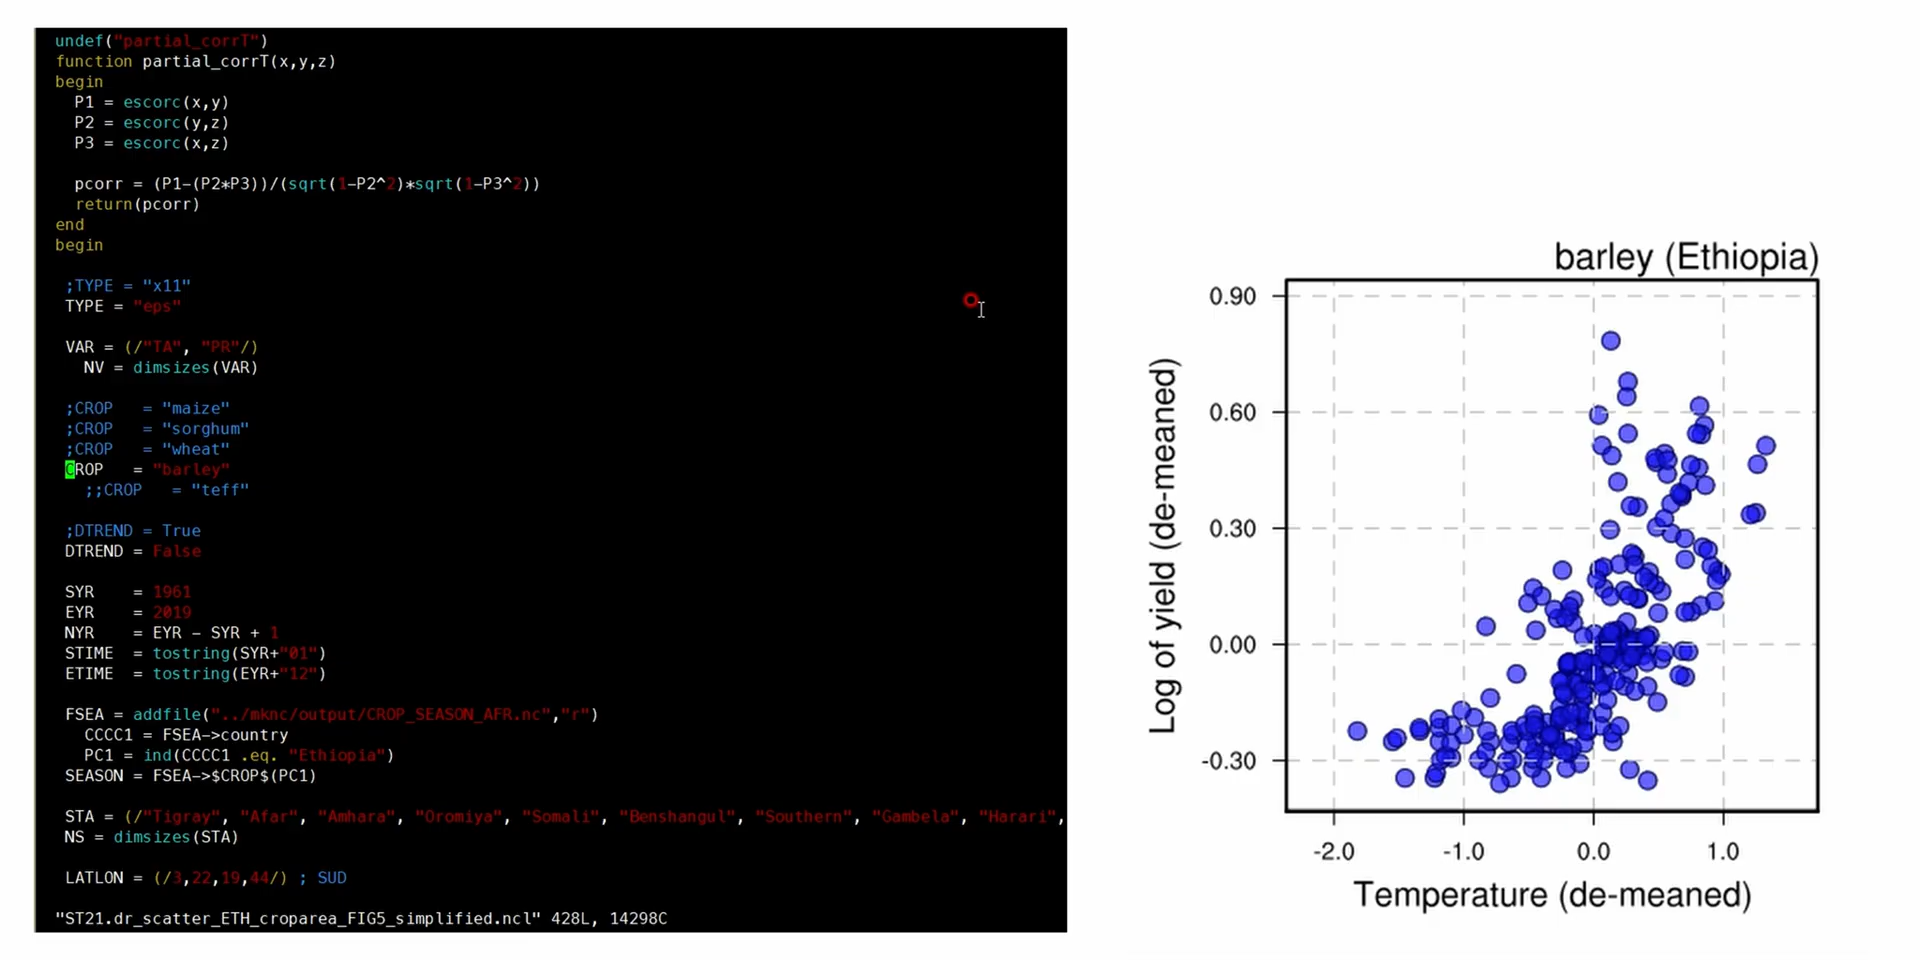 undef("partial_corrT")
function partial_corrT(x,y,z)
begin
P1 = escorc(x,y)
P2 = escorc(y,z)
P3 = escorc(x,z)
pcorr = (P1-(P2*P3))/(sqrt(1-P2^2)*sqrt(1-P3^2))
return(pcorr)
end
begin
;TYPE = "x11"
TYPE = "eps"
VAR = (/"TA", "PR"/)
NV = dimsizes(VAR)
;CROP = "maize"
;CROP = "sorghum"
;CROP = "wheat"
CROP = "barley"
;;CROP = "teff"
;DTREND = True
DTREND = False
SYR = 1961
EYR = 2019
NYR = EYR - SYR + 1
STIME = tostring(SYR+"01")
ETIME = tostring(EYR+"12")
FSEA = addfile("../mknc/output/CROP_SEASON_AFR.nc","r")
CCCC1 = FSEA->country
PC1 = ind(CCCC1 .eq. "Ethiopia")
SEASON = FSEA->$CROP$(PC1)
STA = (/"Tigray", "Afar", "Amhara", "Oromiya", "Somali", "Benshangul", "Southern", "Gambela", "Harari",
NS = dimsizes(STA)
LATLON = (/3,22,19,44/) ; SUD
"ST21.dr_scatter_ETH_croparea_FIG5_simplified.ncl" 428L, 14298C
barley (Ethiopia)
0.90
0.60
0.30
0.00
-0.30
Log of yield (de-meaned)
-2.0 -1.0 0.0 1.0
Temperature (de-meaned)